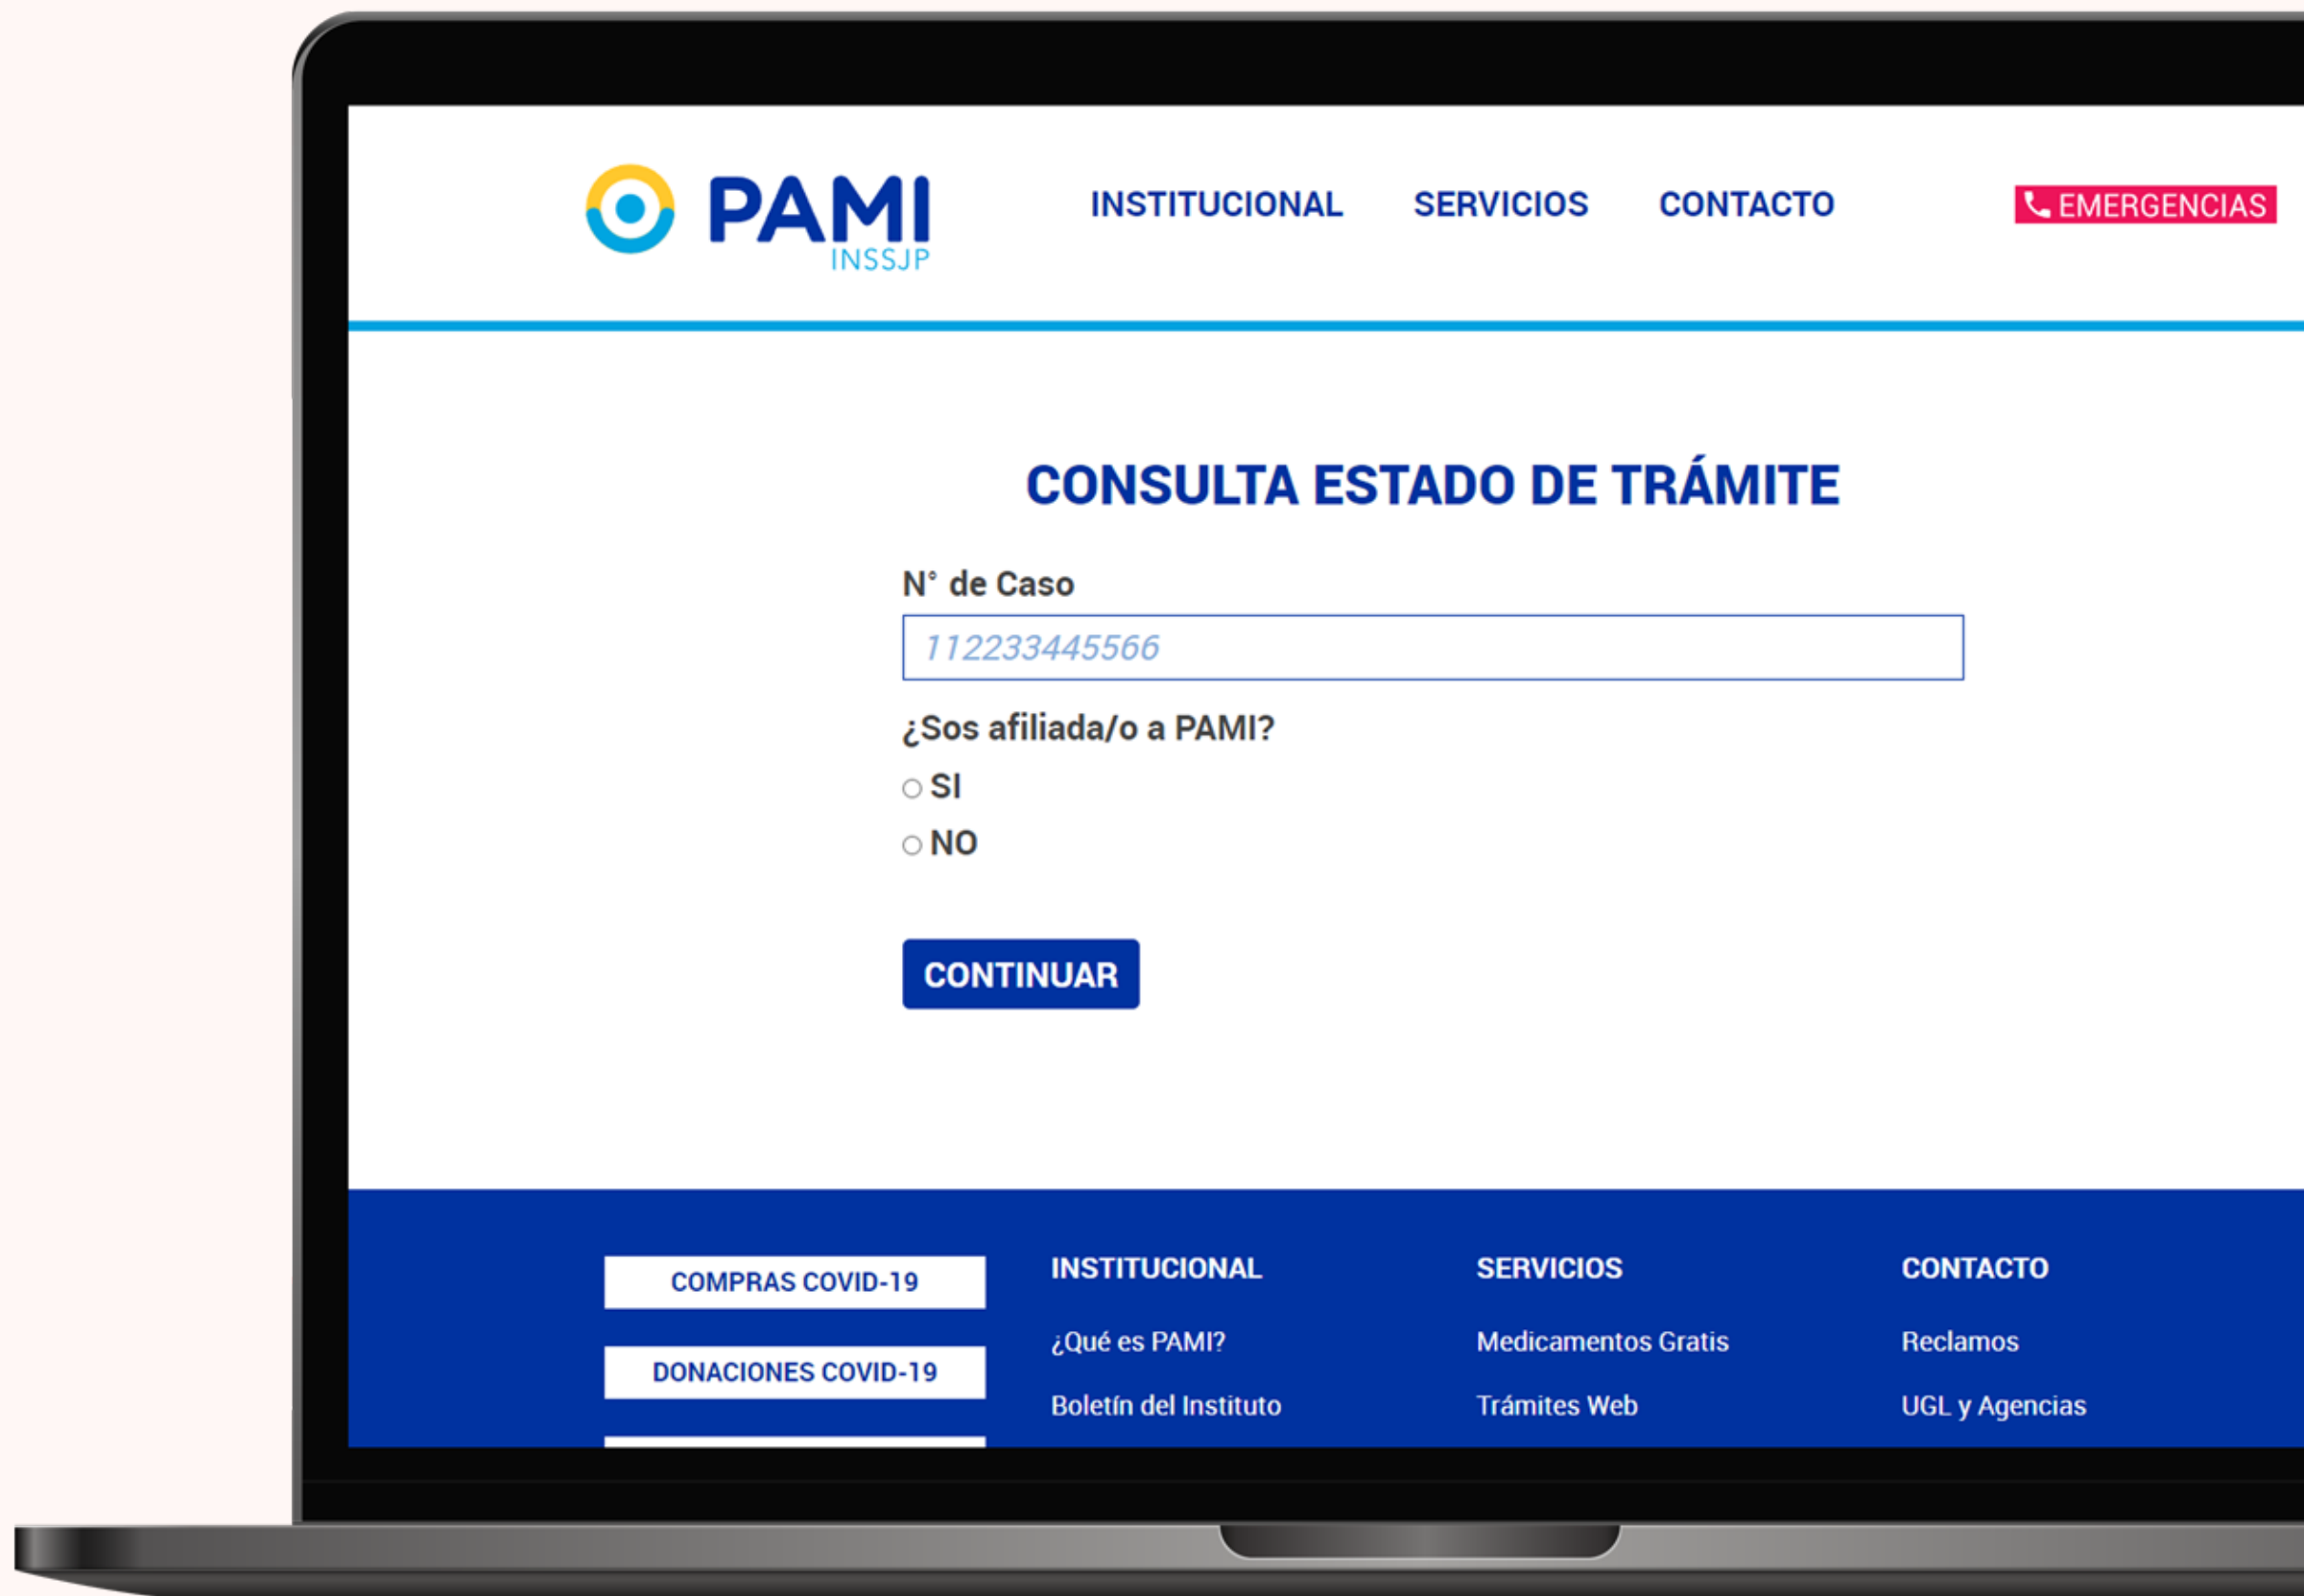 PAMI
INSSJP
INSTITUCIONAL SERVICIOS CONTACTO EMERGENCIAS
CONSULTA ESTADO DE TRÁMITE
N° de Caso
112233445566
¿Sos afiliada/o a PAMI?
SI
NO
CONTINUAR
COMPRAS COVID-19
DONACIONES COVID-19
INSTITUCIONAL
¿Qué es PAMI?
Boletín del Instituto
SERVICIOS
Medicamentos Gratis
Trámites Web
CONTACTO
Reclamos
UGL y Agencias